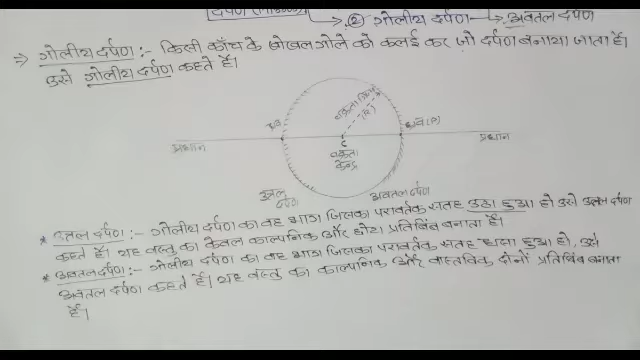 दर्पण
② गोलीय दर्पण → अवतल दर्पण
⇒ गोलीय दर्पण :- किसी काँच के खोखले गोले को कलई कर जो दर्पण बनाया जाता है।
उसे गोलीय दर्पण कहते हैं।
वक्रता त्रिज्या
(R)
ध्रुव
ध्रुव (P)
प्रधान
C
वक्रता
केन्द्र
प्रधान
उत्तल
दर्पण
अवतल दर्पण
* उत्तल दर्पण :- गोलीय दर्पण का वह भाग जिसका परावर्तक सतह उठा हुआ हो उसे उत्तल दर्पण
कहते हैं। यह वस्तु का केवल काल्पनिक और छोटा प्रतिबिंब बनाता है।
* अवतल दर्पण :- गोलीय दर्पण का वह भाग जिसका परावर्तक सतह धंसा हुआ हो, उसे
अवतल दर्पण कहते हैं। यह वस्तु का काल्पनिक और वास्तविक दोनों प्रतिबिंब बनाता
है।